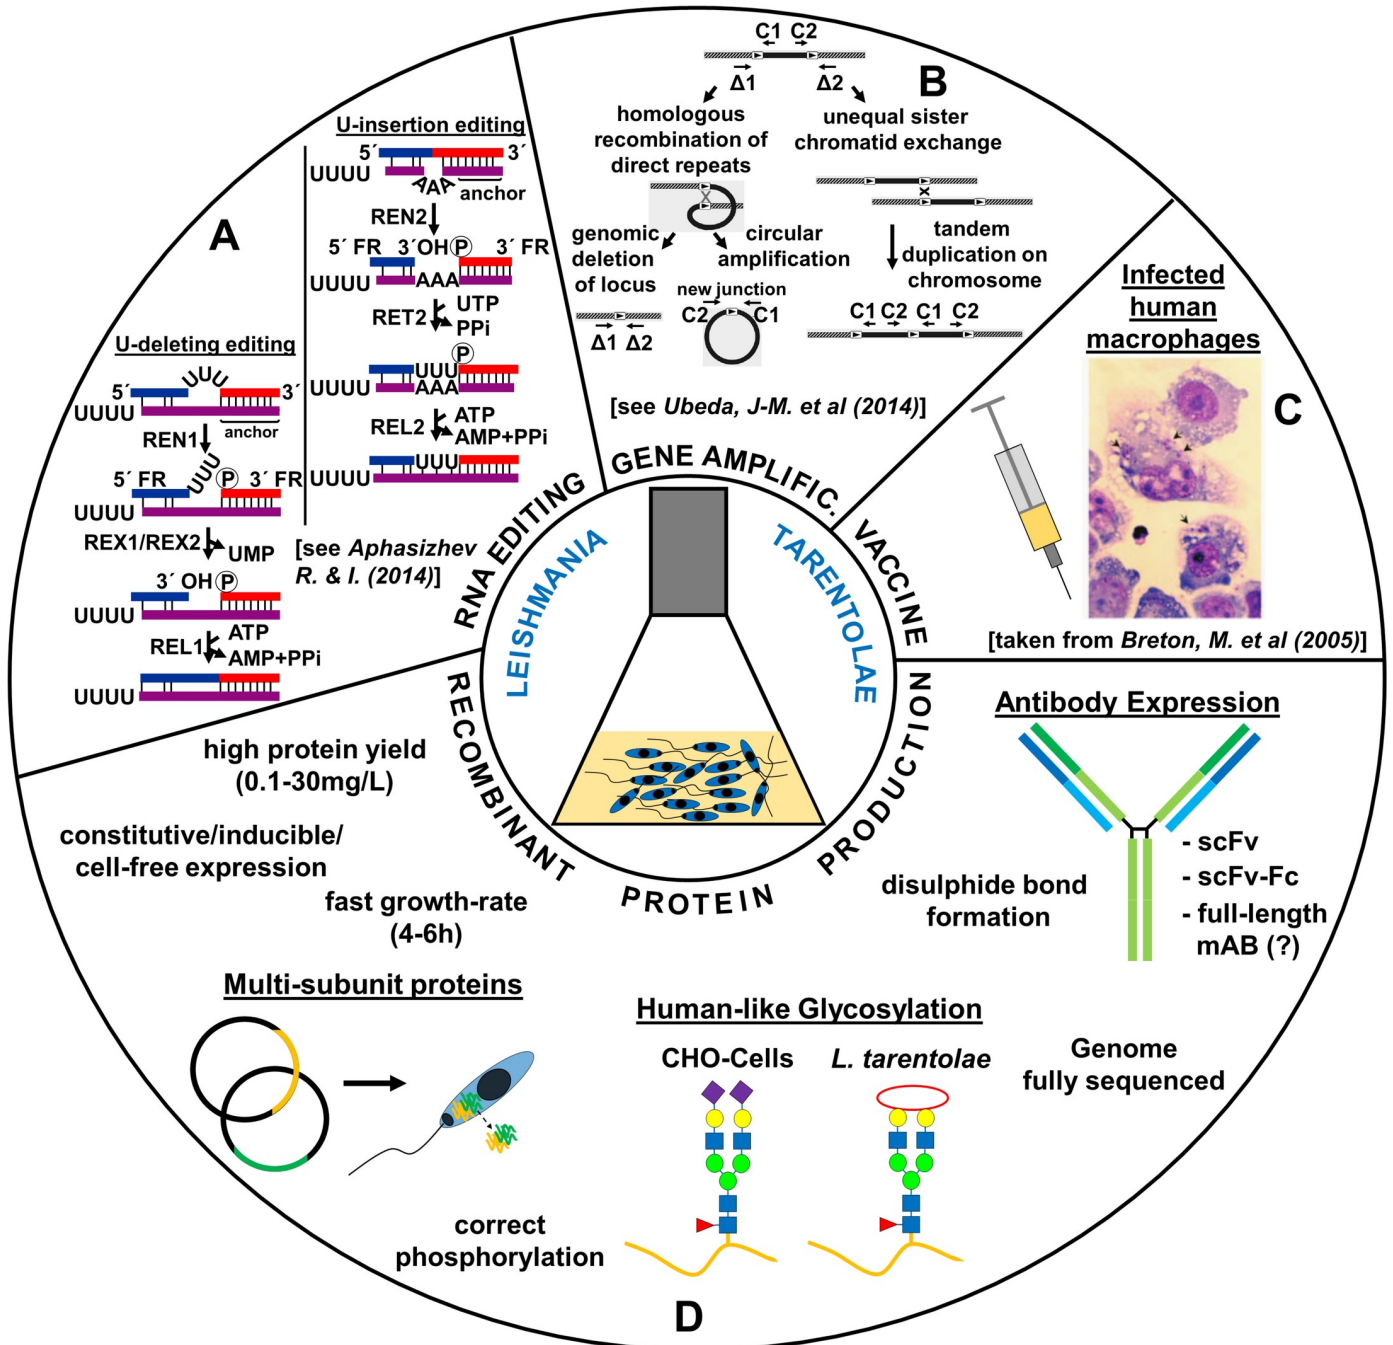 A
U-insertion editing
5´ 3´
UUUU
AAA
anchor
REN2
5´ FR 3´OH P 3´ FR
UUUU AAA
RET2
UTP
PPi
P
UUU
UUUU AAA
REL2
ATP
AMP+PPi
UUU
UUUU
U-deleting editing
UUU
5´ 3´
UUUU
anchor
REN1
UUU
5´ FR P 3´ FR
UUUU
REX1/REX2
UMP
3´ OH P
UUUU
REL1
ATP
AMP+PPi
UUUU
[see Aphasizhev
R. & I. (2014)]
B
C1 C2
Δ1 Δ2
homologous
recombination of
direct repeats
unequal sister
chromatid exchange
X
x
genomic
deletion
of locus
circular
amplification
tandem
duplication on
chromosome
new junction
C2 C1
Δ1 Δ2
C1 C2 C1 C2
[see Ubeda, J-M. et al (2014)]
C
Infected
human
macrophages
[taken from Breton, M. et al (2005)]
RNA EDITING
GENE AMPLIFIC.
VACCINE
RECOMBINANT
PROTEIN
PRODUCTION
LEISHMANIA
TARENTOLAE
high protein yield
(0.1-30mg/L)
constitutive/inducible/
cell-free expression
fast growth-rate
(4-6h)
Multi-subunit proteins
correct
phosphorylation
Human-like Glycosylation
CHO-Cells L. tarentolae
Antibody Expression
- scFv
- scFv-Fc
- full-length
mAB (?)
disulphide bond
formation
Genome
fully sequenced
D